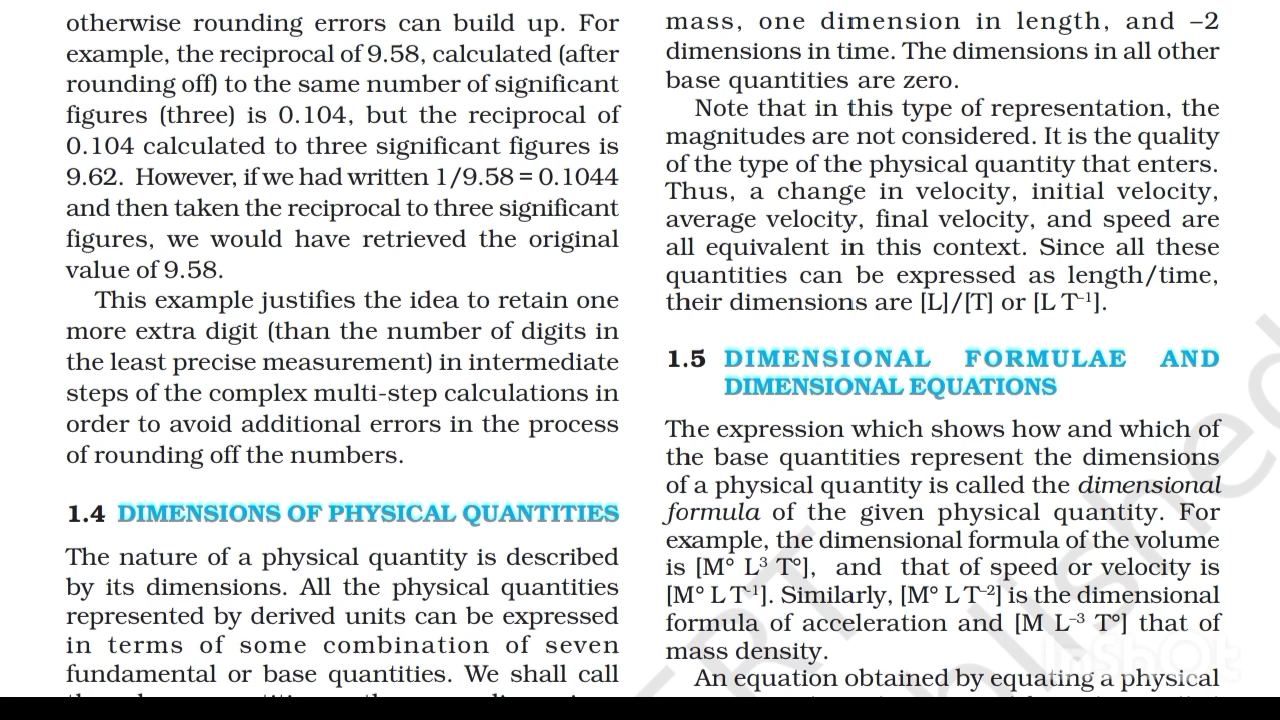 otherwise rounding errors can build up. For
example, the reciprocal of 9.58, calculated (after
rounding off) to the same number of significant
figures (three) is 0.104, but the reciprocal of
0.104 calculated to three significant figures is
9.62. However, if we had written 1/9.58 = 0.1044
and then taken the reciprocal to three significant
figures, we would have retrieved the original
value of 9.58.
This example justifies the idea to retain one
more extra digit (than the number of digits in
the least precise measurement) in intermediate
steps of the complex multi-step calculations in
order to avoid additional errors in the process
of rounding off the numbers.
1.4 DIMENSIONS OF PHYSICAL QUANTITIES
The nature of a physical quantity is described
by its dimensions. All the physical quantities
represented by derived units can be expressed
in terms of some combination of seven
fundamental or base quantities. We shall call
mass, one dimension in length, and –2
dimensions in time. The dimensions in all other
base quantities are zero.
Note that in this type of representation, the
magnitudes are not considered. It is the quality
of the type of the physical quantity that enters.
Thus, a change in velocity, initial velocity,
average velocity, final velocity, and speed are
all equivalent in this context. Since all these
quantities can be expressed as length/time,
their dimensions are [L]/[T] or [L T⁻¹].
1.5 DIMENSIONAL FORMULAE AND
DIMENSIONAL EQUATIONS
The expression which shows how and which of
the base quantities represent the dimensions
of a physical quantity is called the dimensional
formula of the given physical quantity. For
example, the dimensional formula of the volume
is [M° L³ T°], and that of speed or velocity is
[M° L T⁻¹]. Similarly, [M° L T⁻²] is the dimensional
formula of acceleration and [M L⁻³ T°] that of
mass density.
An equation obtained by equating a physical
InShOt